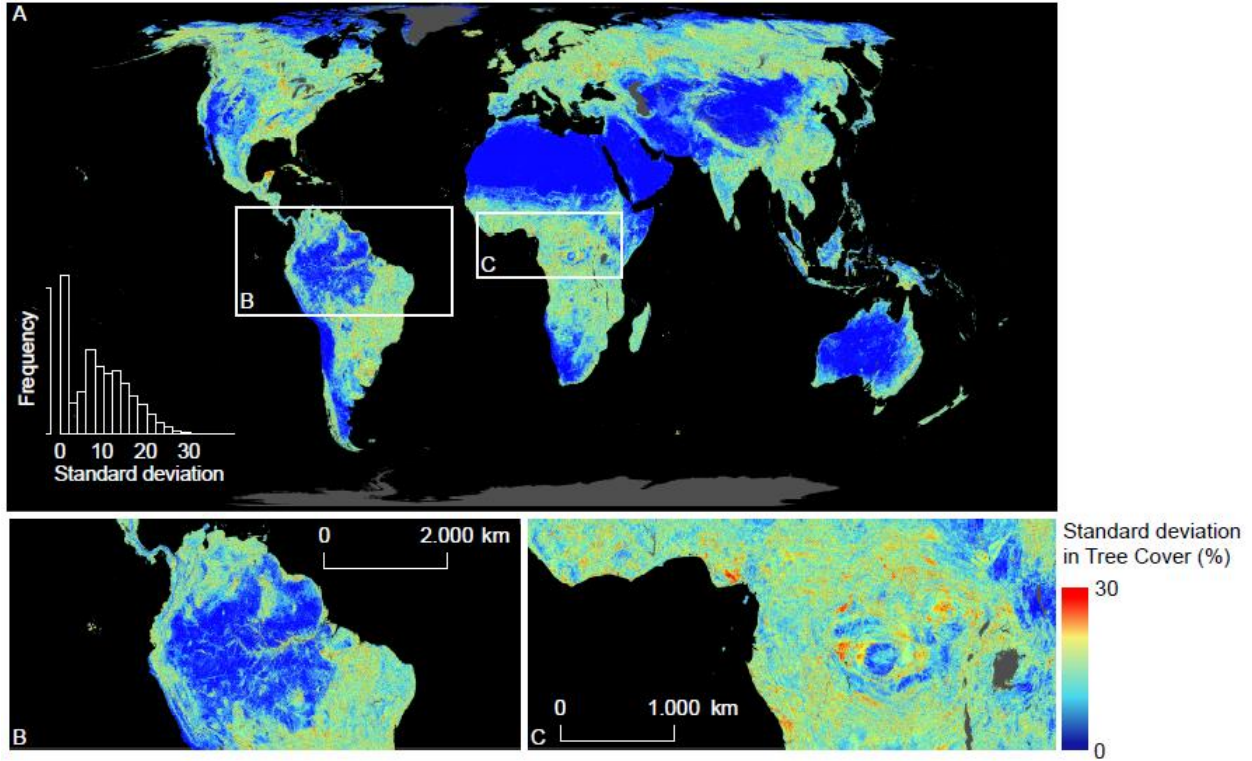 A
B
C
Frequency
0 10 20 30
Standard deviation
0 2.000 km
B
0 1.000 km
C
Standard deviation
in Tree Cover (%)
30
0